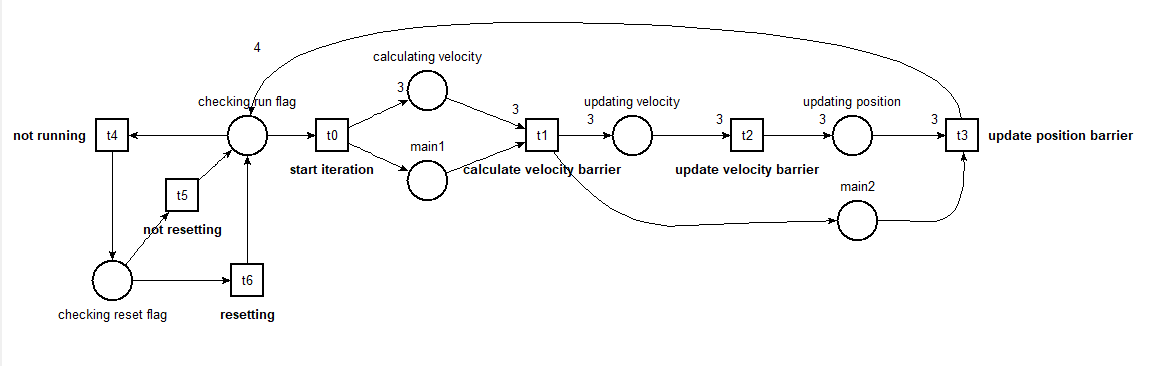 4
calculating velocity
3
checking run flag
3
updating velocity
3
3
updating position
3
3
not running
t4
t0
t1
t2
t3
update position barrier
main1
start iteration
calculate velocity barrier
update velocity barrier
t5
main2
not resetting
t6
checking reset flag
resetting